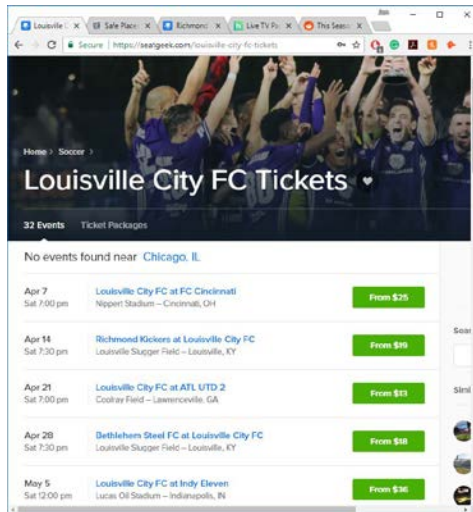 Louisville C
Safe Place
Richmond
Live TV Pa
This Seas
Secure | https://seatgeek.com/louisville-city-fc-tickets
Home > Soccer >
Louisville City FC Tickets
32 Events Ticket Packages
No events found near Chicago, IL
Apr 7 Louisville City FC at FC Cincinnati From $25
Sat 7:00 pm Nippert Stadium – Cincinnati, OH
Apr 14 Richmond Kickers at Louisville City FC From $19
Sat 7:30 pm Louisville Slugger Field – Louisville, KY
Apr 21 Louisville City FC at ATL UTD 2 From $13
Sat 7:00 pm Coolray Field – Lawrenceville, GA
Apr 28 Bethlehem Steel FC at Louisville City FC From $18
Sat 7:30 pm Louisville Slugger Field – Louisville, KY
May 5 Louisville City FC at Indy Eleven From $36
Sat 12:00 pm Lucas Oil Stadium – Indianapolis, IN
Sear
Simi